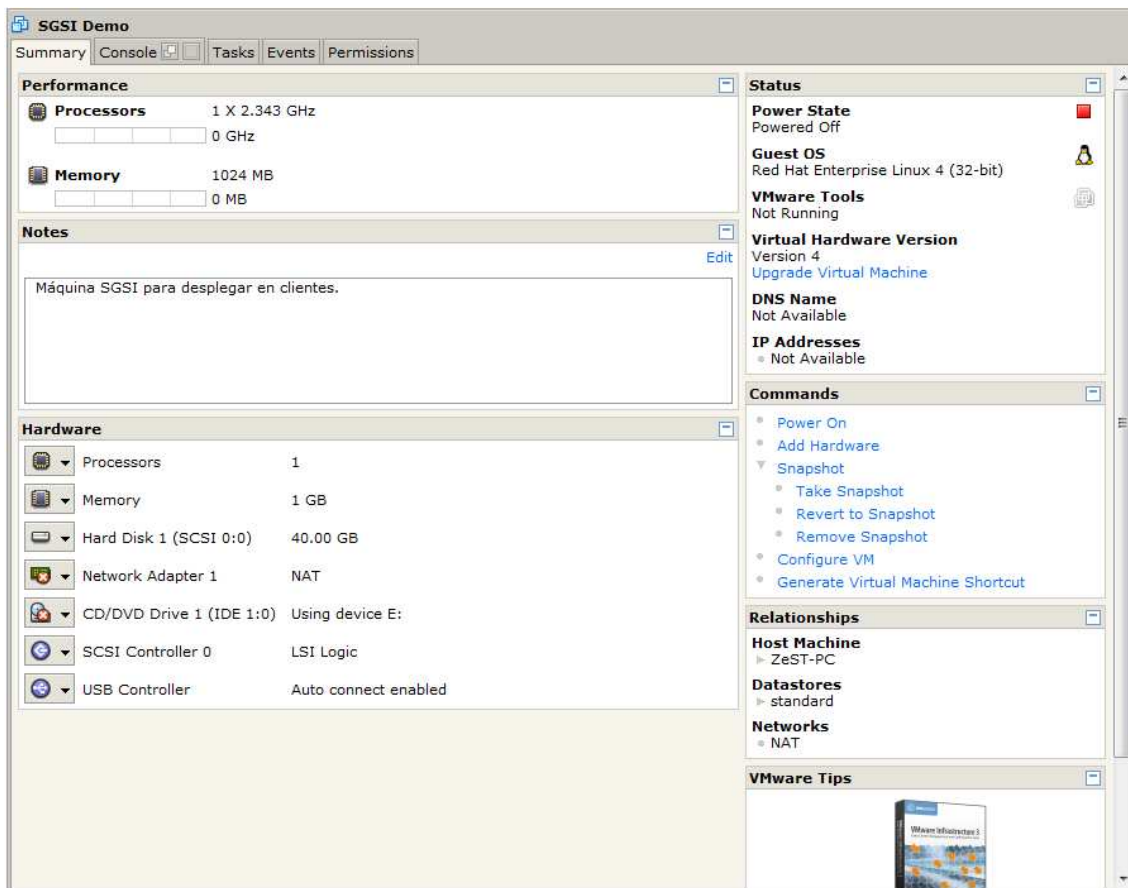 SGSI Demo
Summary Console Tasks Events Permissions
Performance
Processors 1 X 2.343 GHz
0 GHz
Memory 1024 MB
0 MB
Notes
Edit
Máquina SGSI para desplegar en clientes.
Hardware
Processors 1
Memory 1 GB
Hard Disk 1 (SCSI 0:0) 40.00 GB
Network Adapter 1 NAT
CD/DVD Drive 1 (IDE 1:0) Using device E:
SCSI Controller 0 LSI Logic
USB Controller Auto connect enabled
Status
Power State
Powered Off
Guest OS
Red Hat Enterprise Linux 4 (32-bit)
VMware Tools
Not Running
Virtual Hardware Version
Version 4
Upgrade Virtual Machine
DNS Name
Not Available
IP Addresses
Not Available
Commands
Power On
Add Hardware
Snapshot
Take Snapshot
Revert to Snapshot
Remove Snapshot
Configure VM
Generate Virtual Machine Shortcut
Relationships
Host Machine
ZeST-PC
Datastores
standard
Networks
NAT
VMware Tips
VMware Infrastructure 3